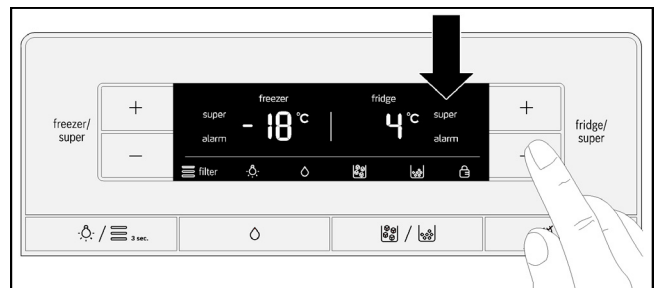 freezer/
super
+
−
freezer
fridge
super
- 18 °C
4 °C
super
alarm
alarm
filter
+
−
fridge/
super
/ 3 sec.
/